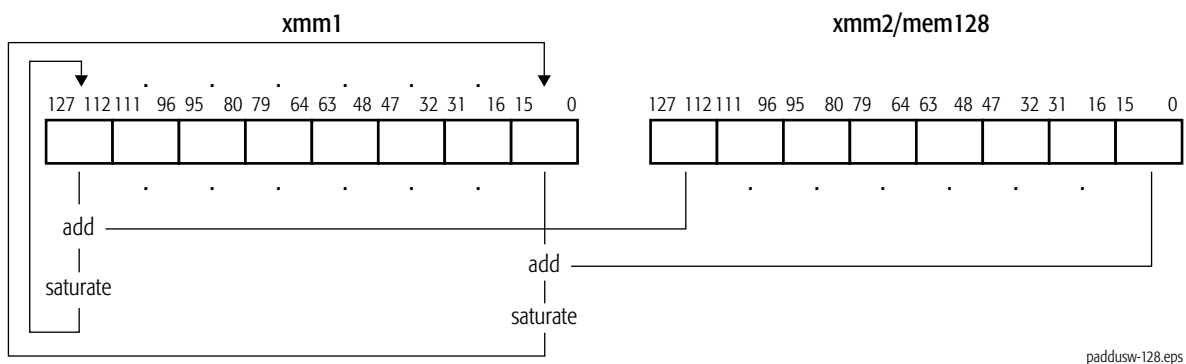 xmm1 xmm2/mem128
. . . . . . . . . . . .
127 112 111 96 95 80 79 64 63 48 47 32 31 16 15 0 127 112 111 96 95 80 79 64 63 48 47 32 31 16 15 0
. . . . . . . . . . . .
add
add
saturate
saturate
paddusw-128.eps